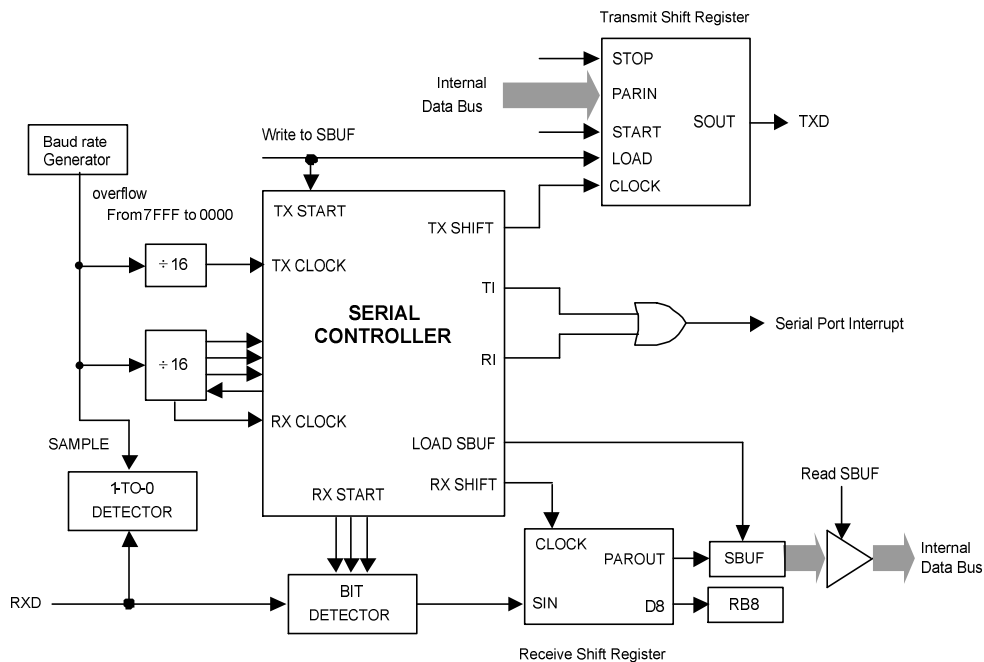 Transmit Shift Register
STOP
Internal
Data Bus
PARIN
START
SOUT
TXD
LOAD
CLOCK
Write to SBUF
Baud rate
Generator
overflow
From 7FFF to 0000
÷16
÷16
TX START
TX SHIFT
TX CLOCK
TI
SERIAL
CONTROLLER
RI
Serial Port Interrupt
RX CLOCK
LOAD SBUF
RX SHIFT
RX START
SAMPLE
1-TO-0
DETECTOR
Read SBUF
CLOCK
PAROUT
SBUF
Internal
Data Bus
RXD
BIT
DETECTOR
SIN
D8
RB8
Receive Shift Register